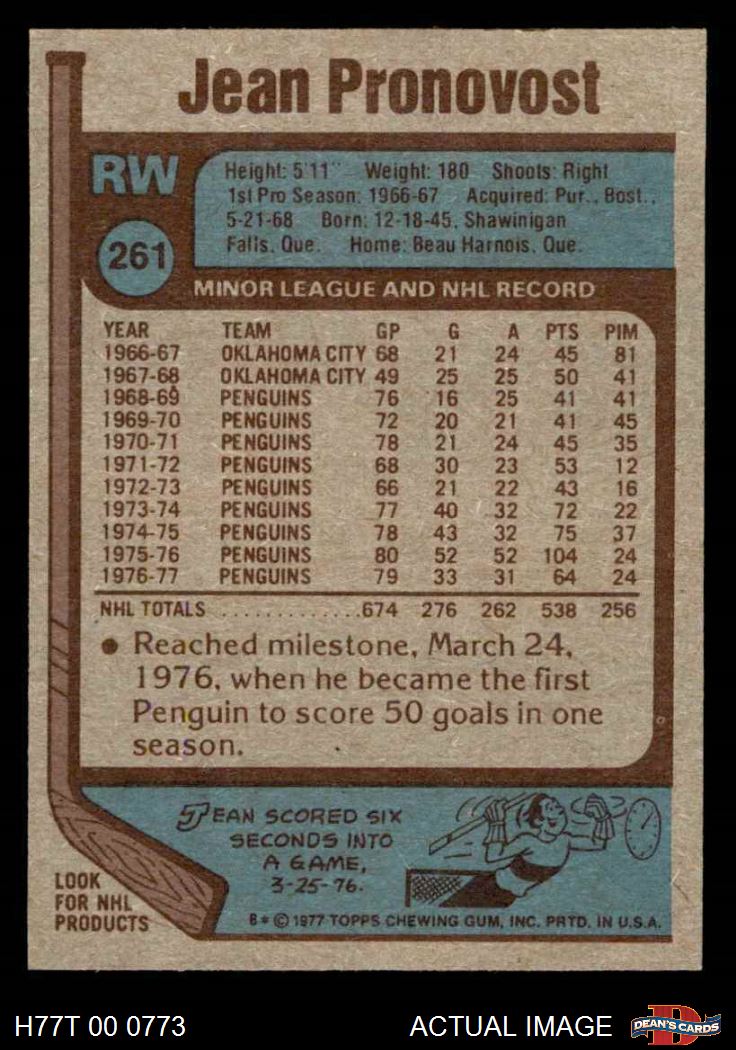 Jean Pronovost
RW
Height: 5'11" Weight: 180 Shoots: Right
1st Pro Season: 1966-67 Acquired: Pur., Bost.,
5-21-68 Born: 12-18-45, Shawinigan
Falls, Que. Home: Beau Harnois, Que.
261
MINOR LEAGUE AND NHL RECORD
YEAR TEAM GP G A PTS PIM
1966-67 OKLAHOMA CITY 68 21 24 45 81
1967-68 OKLAHOMA CITY 49 25 25 50 41
1968-69 PENGUINS 76 16 25 41 41
1969-70 PENGUINS 72 20 21 41 45
1970-71 PENGUINS 78 21 24 45 35
1971-72 PENGUINS 68 30 23 53 12
1972-73 PENGUINS 66 21 22 43 16
1973-74 PENGUINS 77 40 32 72 22
1974-75 PENGUINS 78 43 32 75 37
1975-76 PENGUINS 80 52 52 104 24
1976-77 PENGUINS 79 33 31 64 24
NHL TOTALS ............674 276 262 538 256
• Reached milestone, March 24,
1976, when he became the first
Penguin to score 50 goals in one
season.
JEAN SCORED SIX
SECONDS INTO
A GAME,
3-25-76.
LOOK
FOR NHL
PRODUCTS
B* © 1977 TOPPS CHEWING GUM, INC. PRTD. IN U.S.A.
H77T 00 0773 ACTUAL IMAGE
D
DEAN'S CARDS